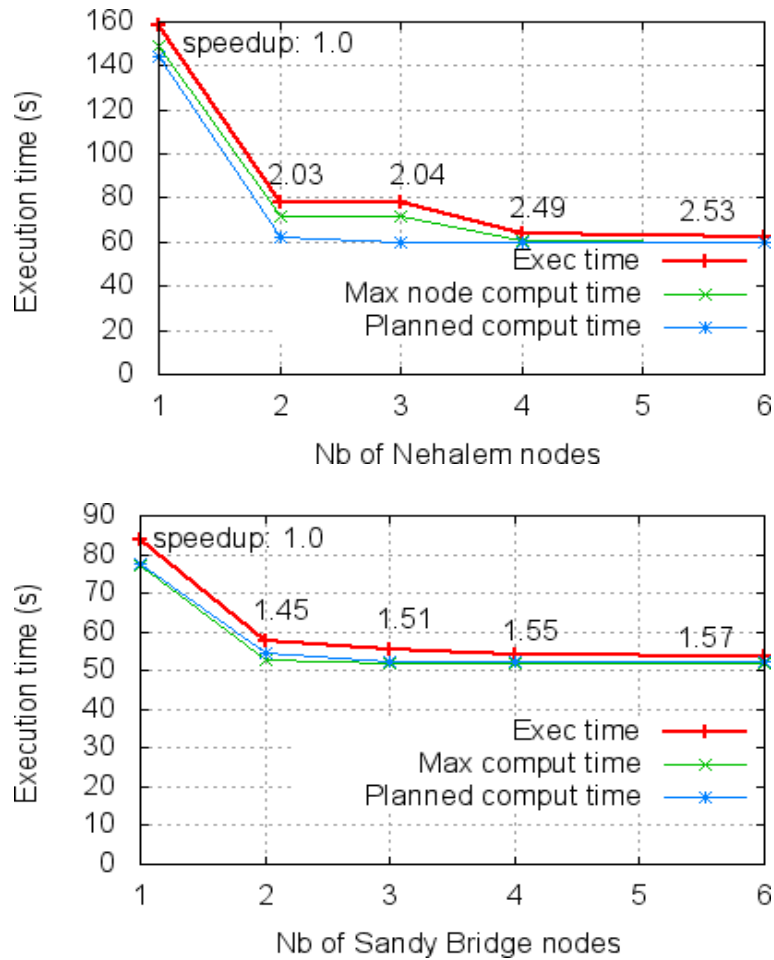 160
140
120
100
80
60
40
20
0
Execution time (s)
speedup: 1.0
2.03
2.04
2.49
2.53
Exec time
Max node comput time
Planned comput time
1 2 3 4 5 6
Nb of Nehalem nodes
90
80
70
60
50
40
30
20
10
0
Execution time (s)
speedup: 1.0
1.45
1.51
1.55
1.57
Exec time
Max comput time
Planned comput time
1 2 3 4 5 6
Nb of Sandy Bridge nodes